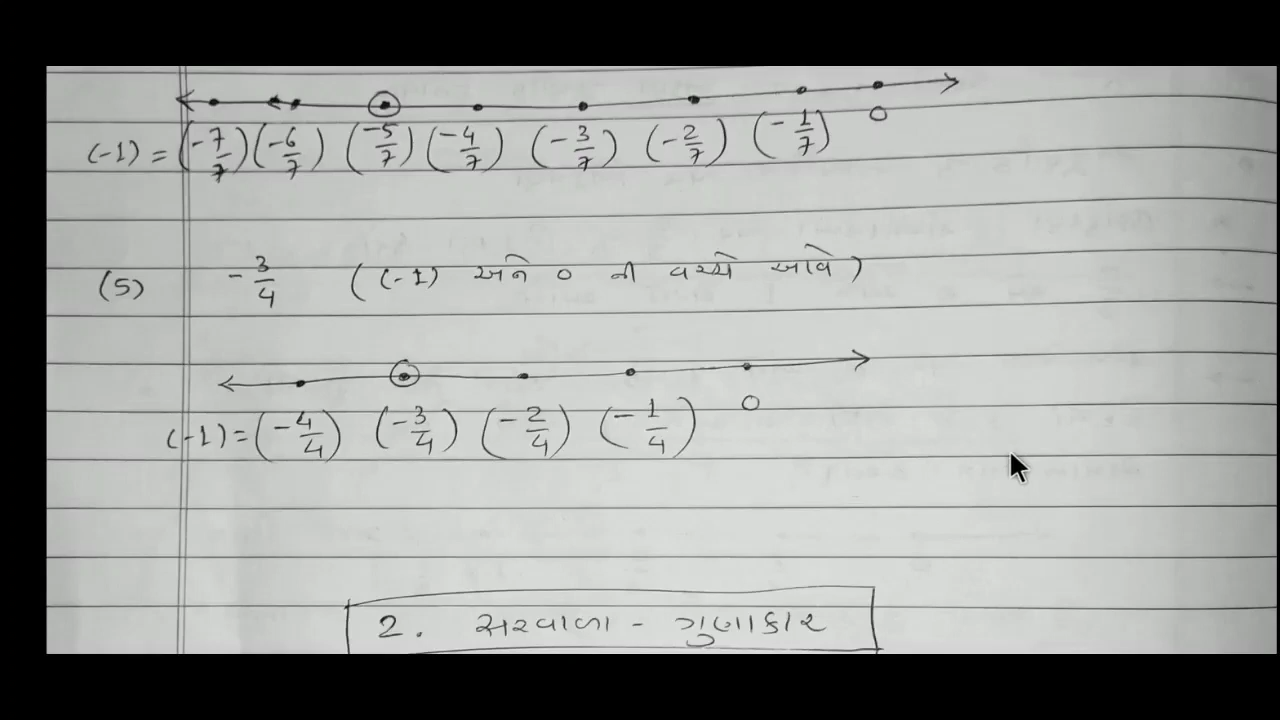 0
(-1) = (-7/7) (-6/7) (-5/7) (-4/7) (-3/7) (-2/7) (-1/7)
(5) -3/4 ( (-1) અને 0 ની વચ્ચે આવે )
0
(-1) = (-4/4) (-3/4) (-2/4) (-1/4)
2. સરવાળા - ગુણાકાર